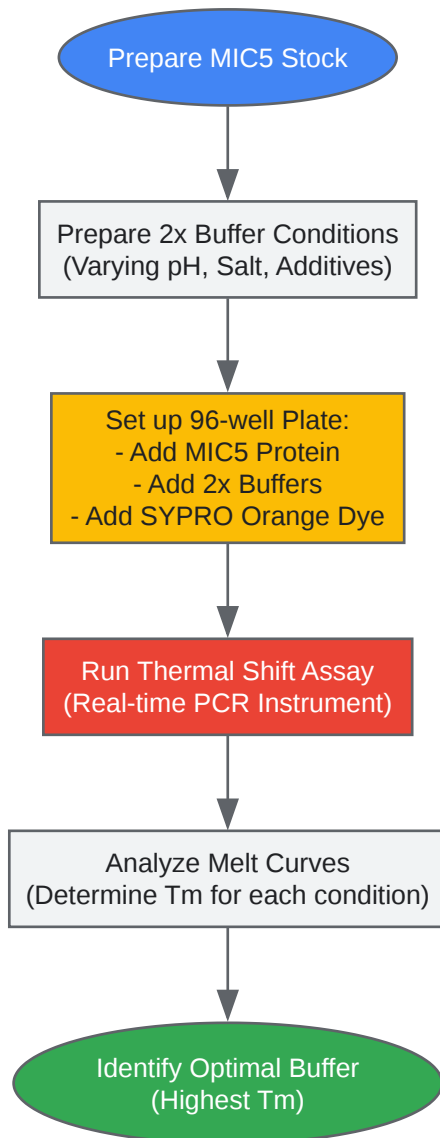 Prepare MIC5 Stock
Prepare 2x Buffer Conditions
(Varying pH, Salt, Additives)
Set up 96-well Plate:
- Add MIC5 Protein
- Add 2x Buffers
- Add SYPRO Orange Dye
Run Thermal Shift Assay
(Real-time PCR Instrument)
Analyze Melt Curves
(Determine Tm for each condition)
Identify Optimal Buffer
(Highest Tm)